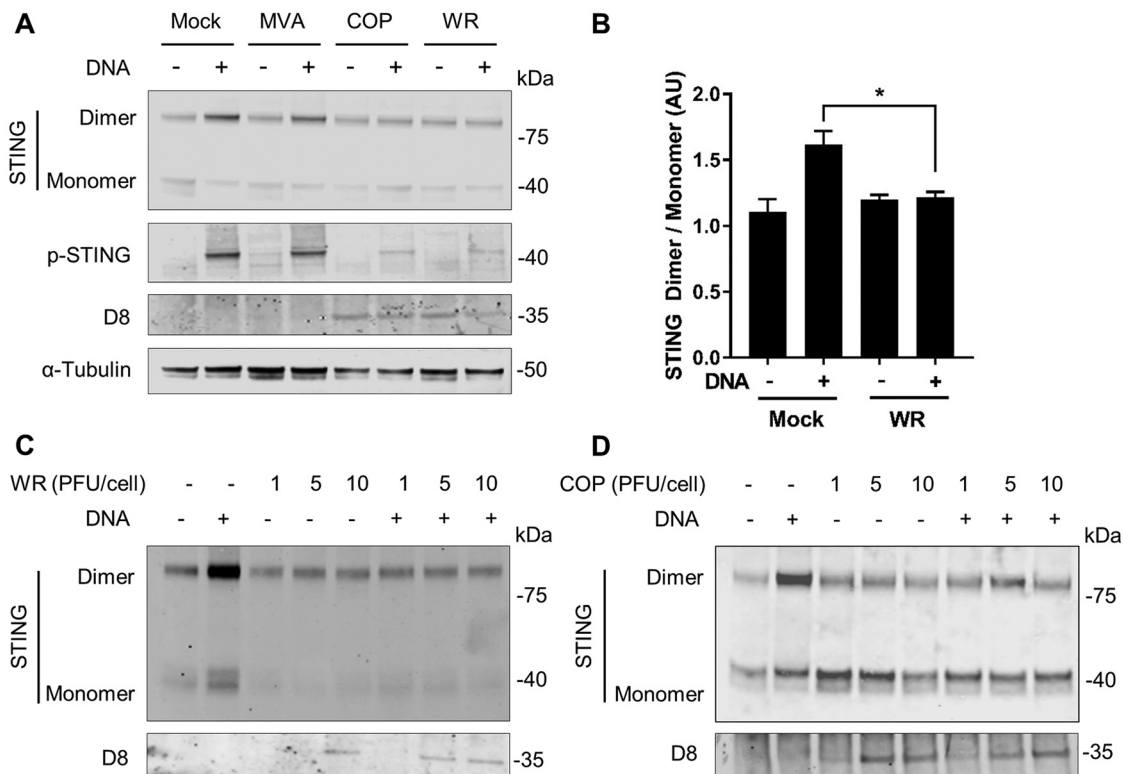 A
Mock MVA COP WR
DNA - + - + - + - +
kDa
STING
Dimer
-75
Monomer
-40
p-STING
-40
D8
-35
α-Tubulin
-50
B
STING Dimer / Monomer (AU)
2.0
1.5
1.0
0.5
0.0
*
DNA - + - +
Mock WR
C
WR (PFU/cell) - - 1 5 10 1 5 10
DNA - + - - - + + +
kDa
STING
Dimer
-75
Monomer
-40
D8
-35
D
COP (PFU/cell) - - 1 5 10 1 5 10
DNA - + - - - + + +
kDa
STING
Dimer
-75
Monomer
-40
D8
-35